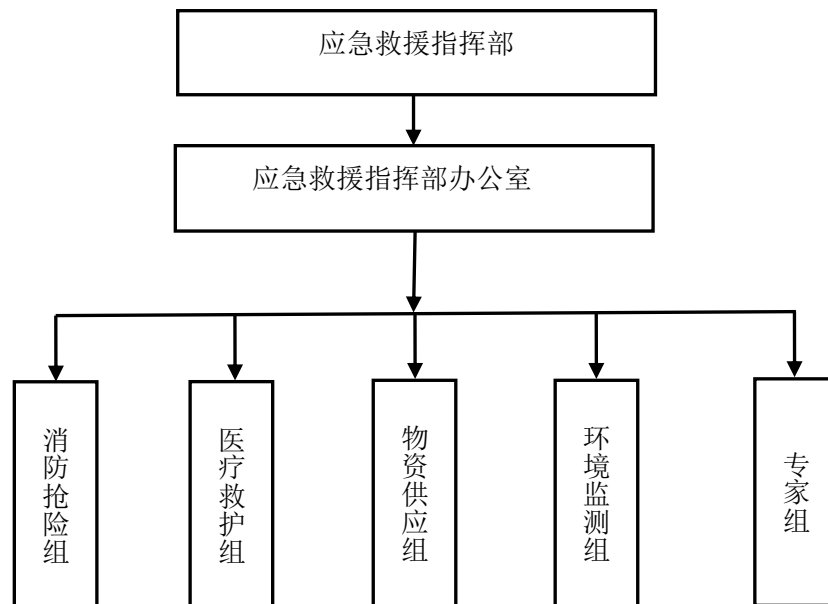 应急救援指挥部
应急救援指挥部办公室
消防抢险组
医疗救护组
物资供应组
环境监测组
专家组